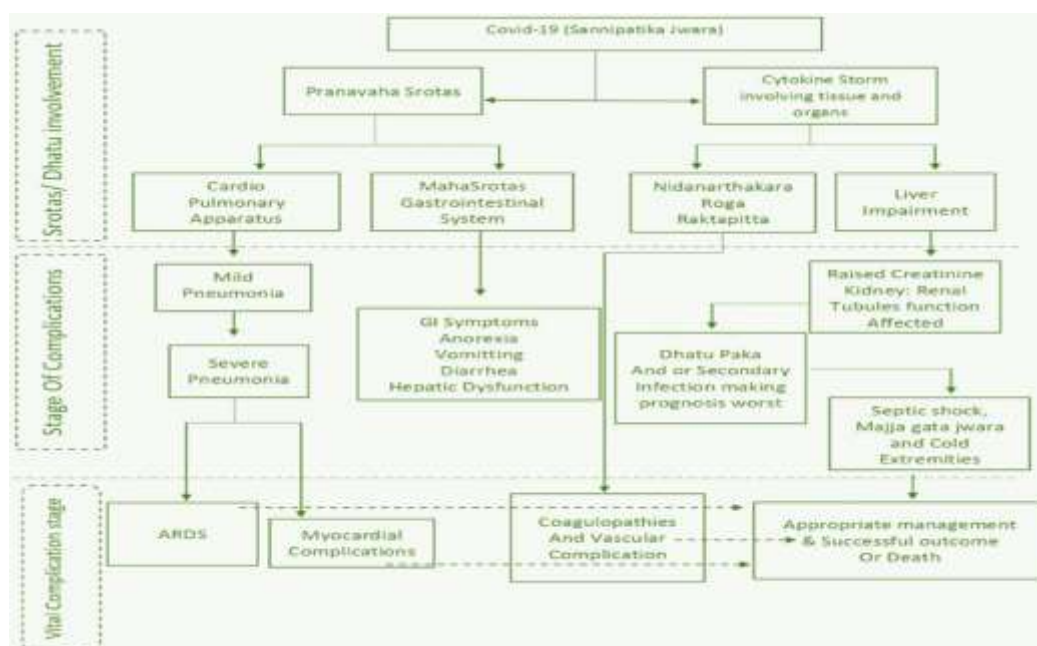 Covid-19 (Sannipatika Jwara)
Srotas/ Dhatu involvement
Pranavaha Srotas
Cytokine Storm
involving tissue and
organs
Cardio
Pulmonary
Apparatus
MahaSrotas
Gastrointestinal
System
Nidanarthakara
Roga
Raktapitta
Liver
Impairment
Stage Of Complications
Mild
Pneumonia
Raised Creatinine
Kidney: Renal
Tubules function
Affected
GI Symptoms
Anorexia
Vomitting
Diarrhea
Hepatic Dysfunction
Severe
Pneumonia
Dhatu Paka
And or Secondary
Infection making
prognosis worst
Septic shock,
Majja gata jwara
and Cold
Extremities
Vital Complication stage
ARDS
Myocardial
Complications
Coagulopathies
And Vascular
Complication
Appropriate management
& Successful outcome
Or Death